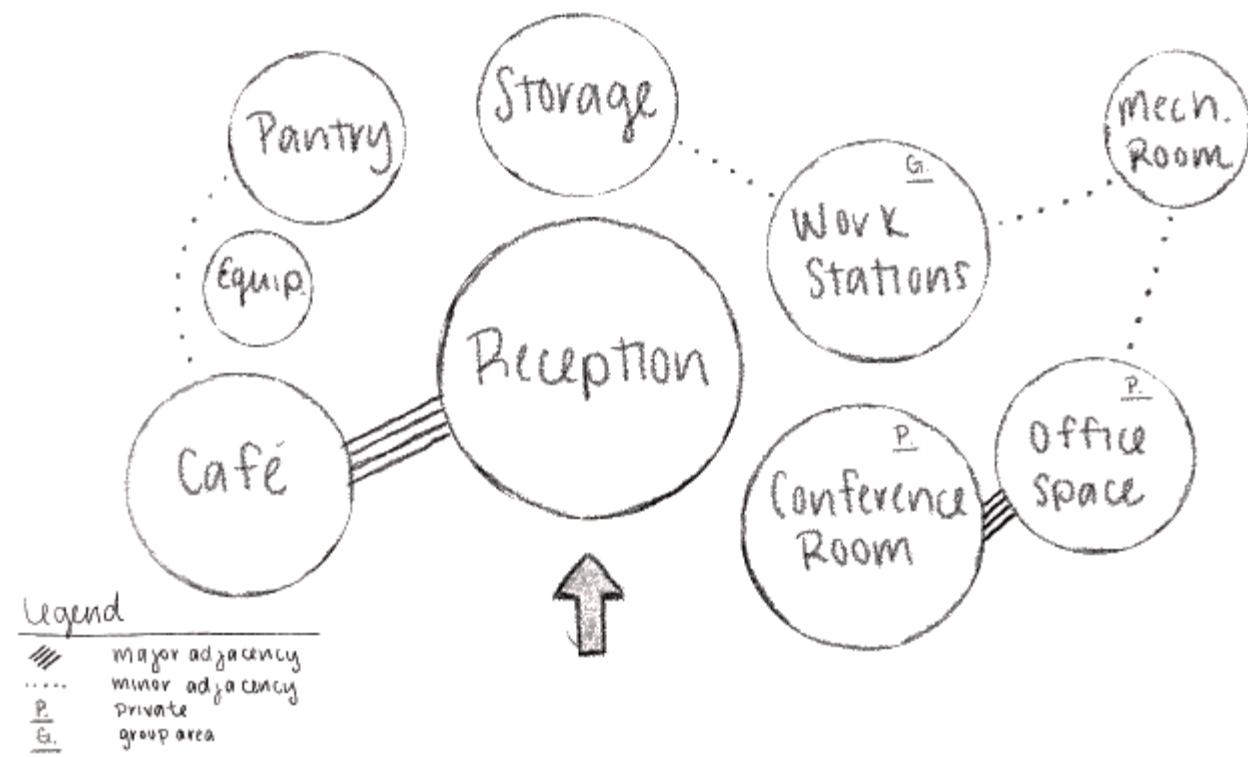 Pantry
Storage
Mech.
Room
G.
Work
Stations
Equip.
Reception
P.
Office
Space
P.
Conference
Room
Café
Legend
major adjacency
minor adjacency
P. private
G. group area